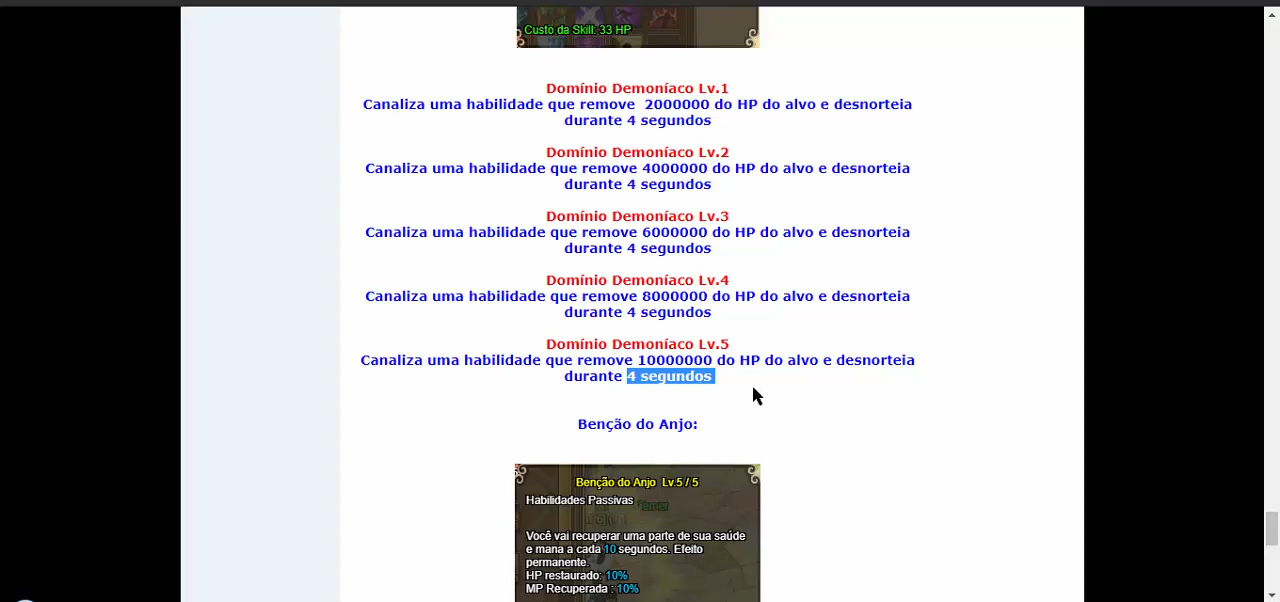 Custo da Skill: 33 HP
Domínio Demoníaco Lv.1
Canaliza uma habilidade que remove  2000000 do HP do alvo e desnorteia
durante 4 segundos
Domínio Demoníaco Lv.2
Canaliza uma habilidade que remove 4000000 do HP do alvo e desnorteia
durante 4 segundos
Domínio Demoníaco Lv.3
Canaliza uma habilidade que remove 6000000 do HP do alvo e desnorteia
durante 4 segundos
Domínio Demoníaco Lv.4
Canaliza uma habilidade que remove 8000000 do HP do alvo e desnorteia
durante 4 segundos
Domínio Demoníaco Lv.5
Canaliza uma habilidade que remove 10000000 do HP do alvo e desnorteia
durante 4 segundos
Benção do Anjo:
Benção do Anjo  Lv.5 / 5
Habilidades Passivas
Você vai recuperar uma parte de sua saúde
e mana a cada 10 segundos. Efeito
permanente.
HP restaurado: 10%
MP Recuperada : 10%